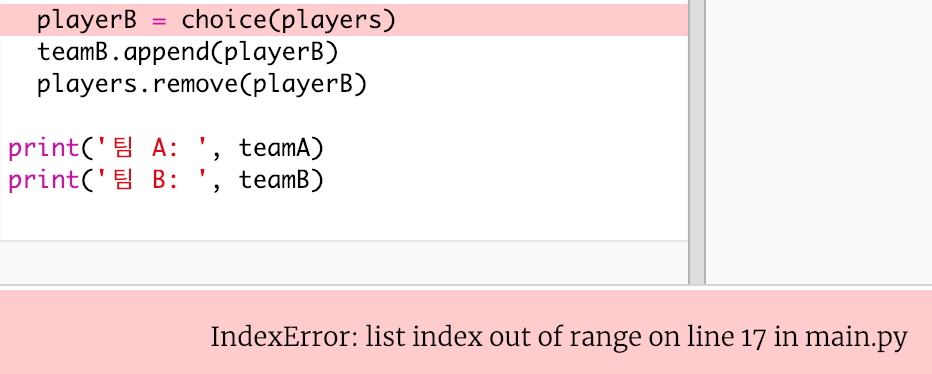 playerB = choice(players)
teamB.append(playerB)
players.remove(playerB)
print('팀 A: ', teamA)
print('팀 B: ', teamB)
IndexError: list index out of range on line 17 in main.py